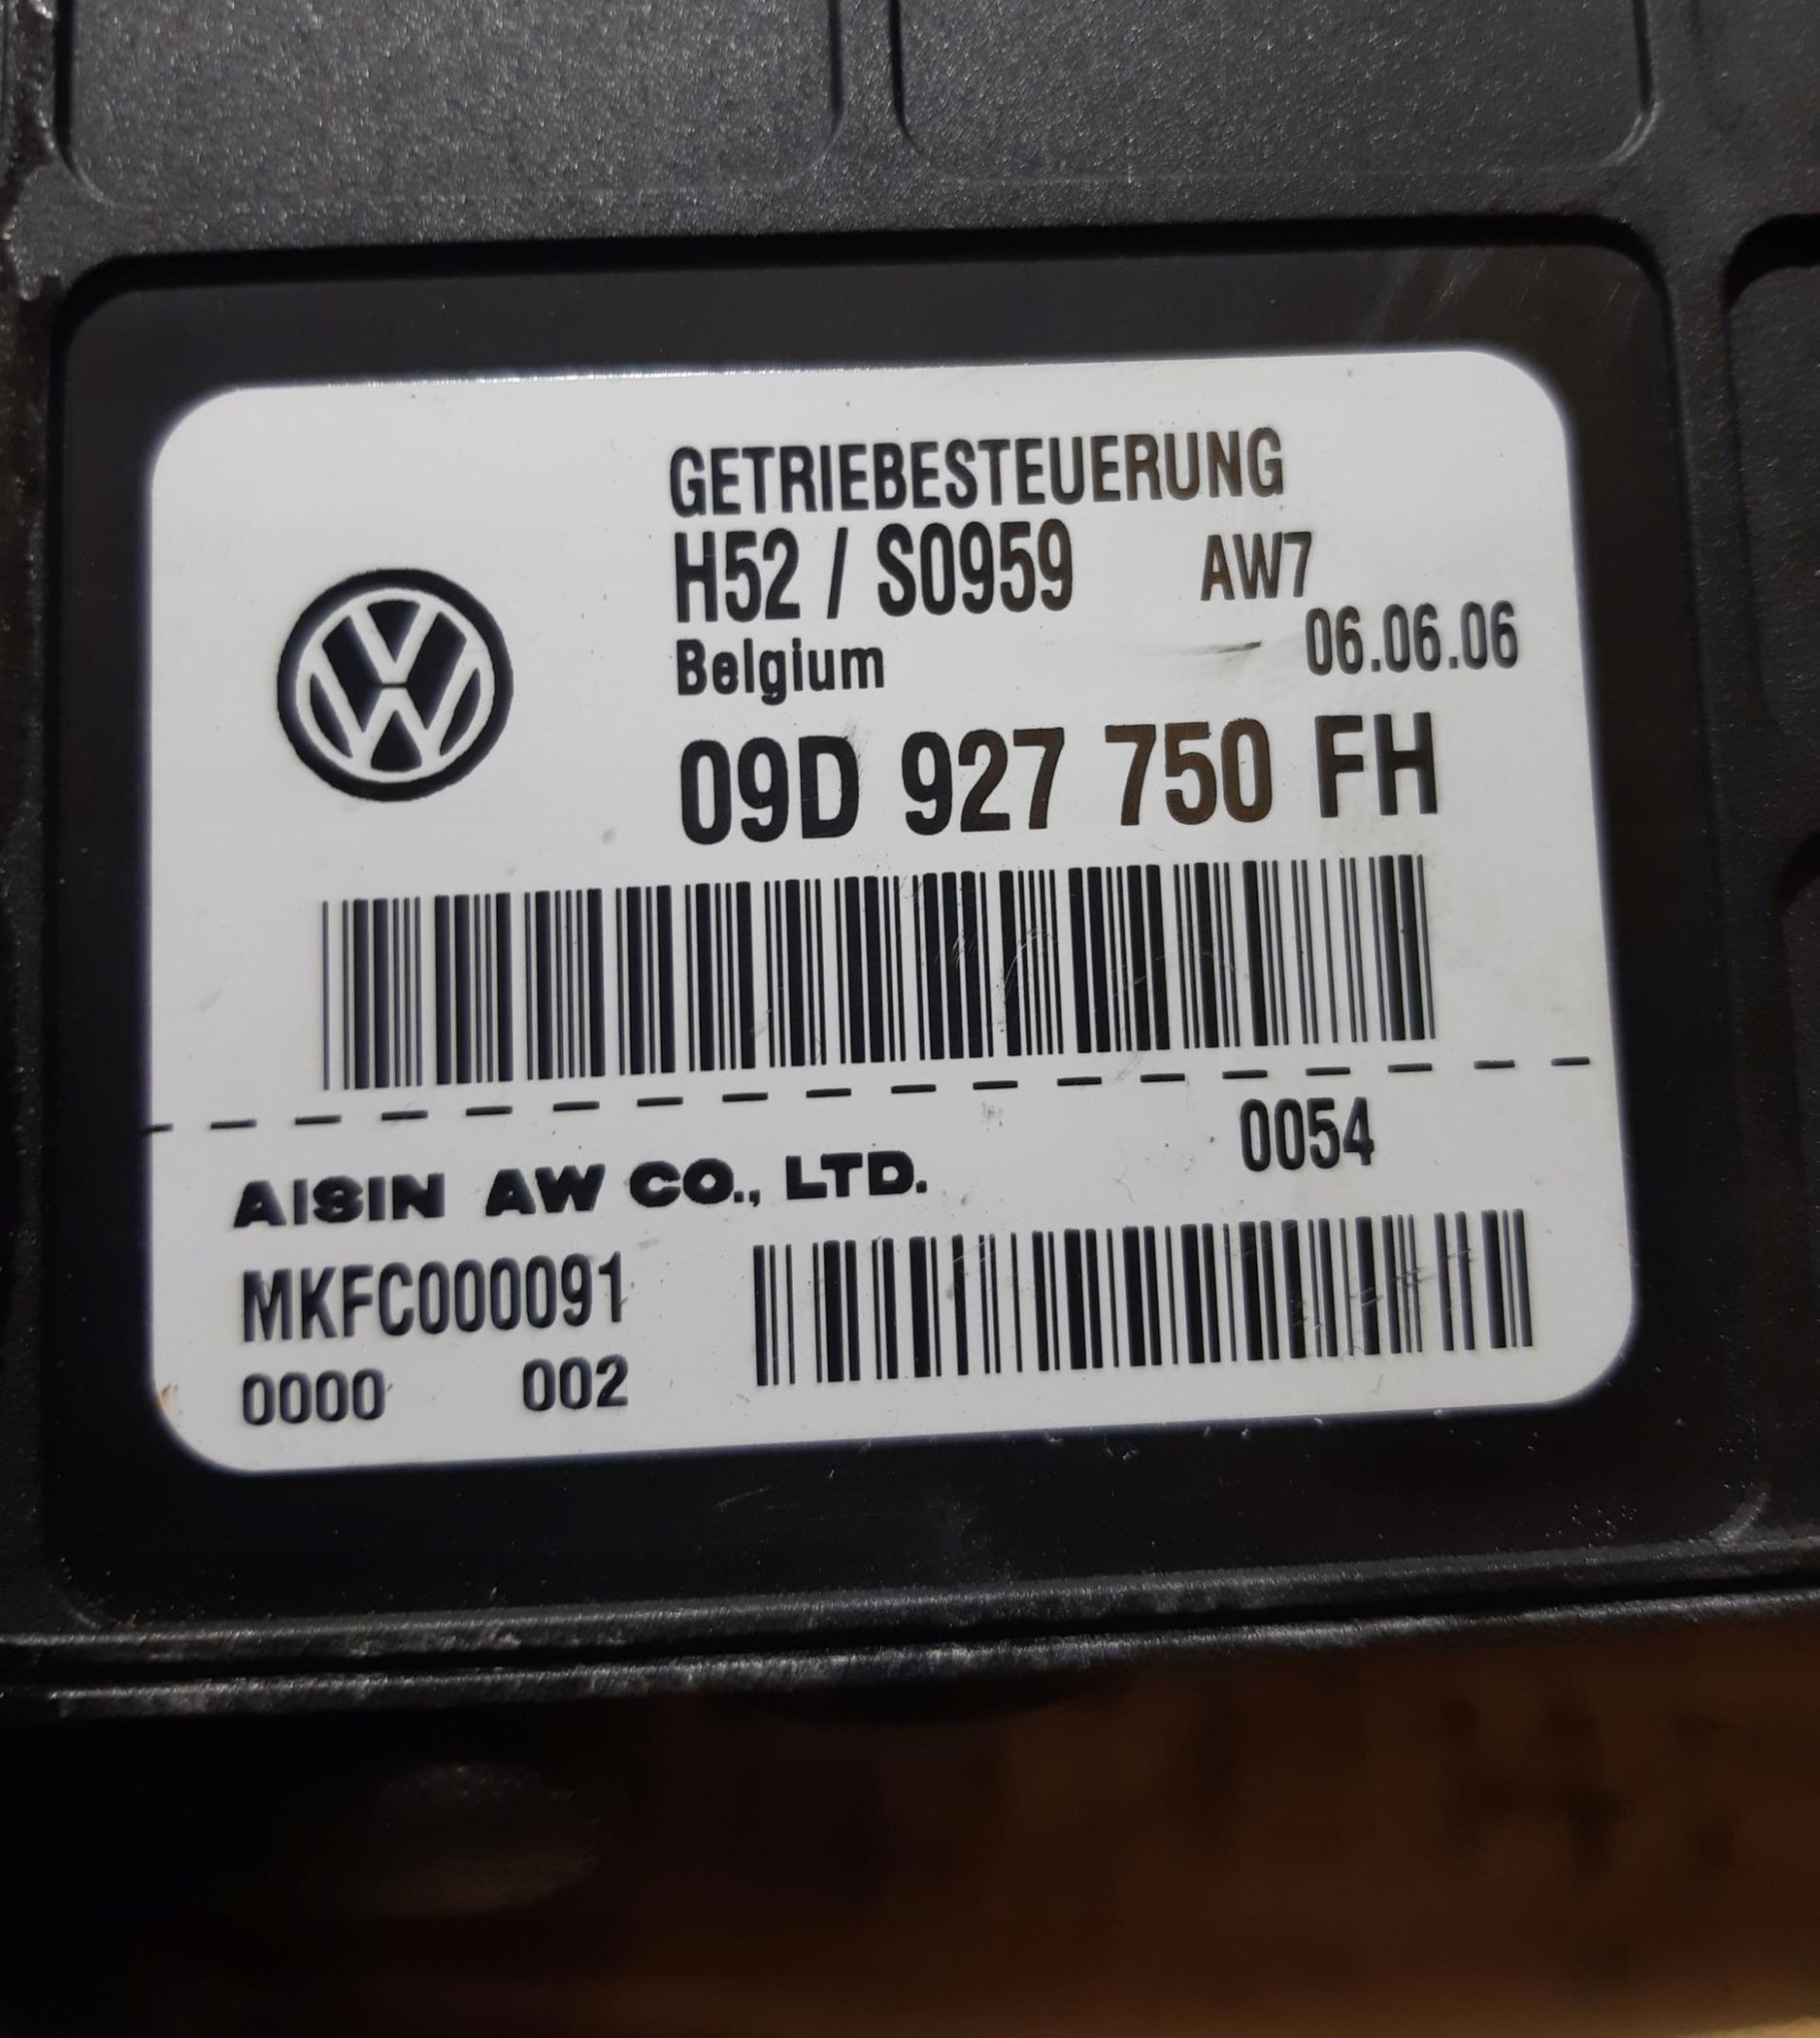 GETRIEBESTEUERUNG
H52 / S0959 AW7
Belgium 06.06.06
09D 927 750 FH
0054
AISIN AW CO., LTD.
MKFC000091
0000 002